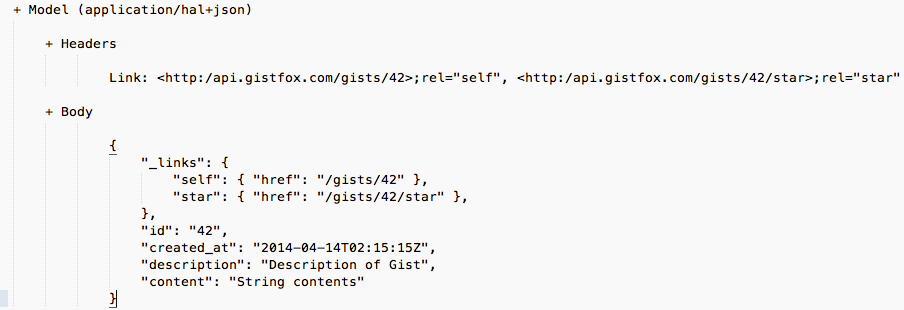 + Model (application/hal+json)
+ Headers
Link: <http:/api.gistfox.com/gists/42>;rel="self", <http:/api.gistfox.com/gists/42/star>;rel="star"
+ Body
{
"_links": {
"self": { "href": "/gists/42" },
"star": { "href": "/gists/42/star" },
},
"id": "42",
"created_at": "2014-04-14T02:15:15Z",
"description": "Description of Gist",
"content": "String contents"
}